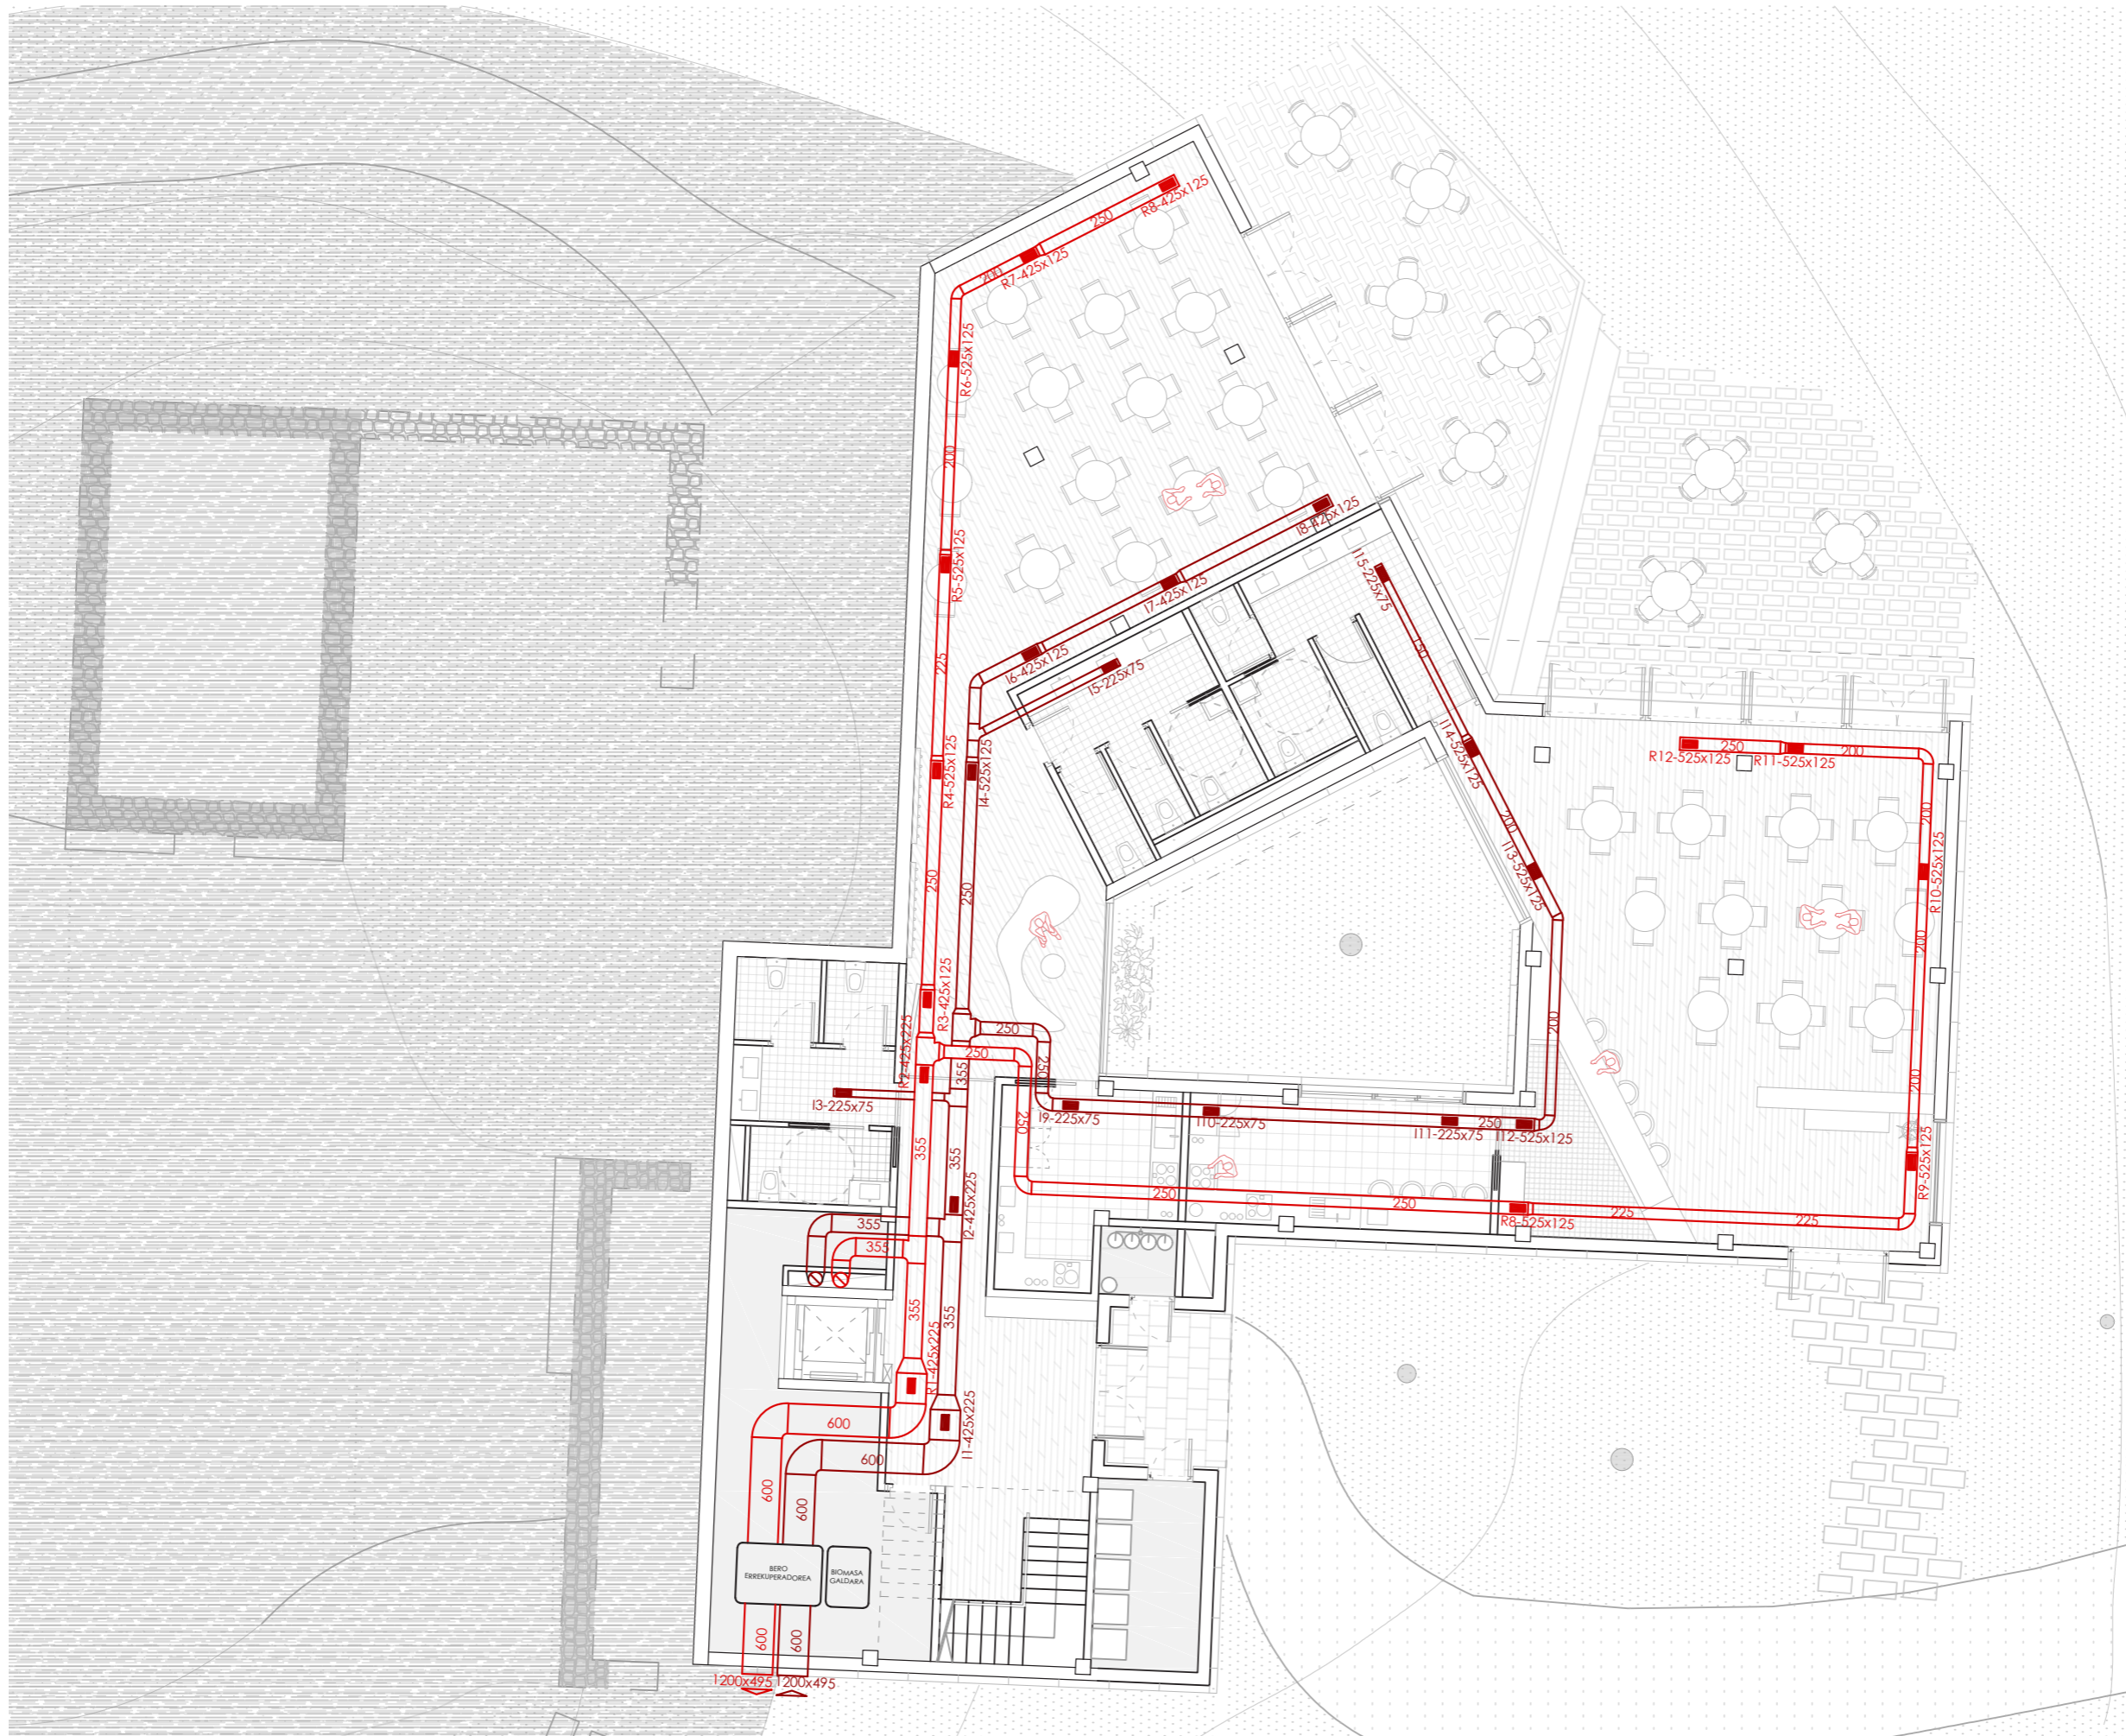 R8-425x125
250
R7-425x125
200
R6-525x125
200
I8-425x125
R5-525x125
I15-225x75
I7-425x125
150
225
I6-425x125
I5-225x75
I14-525x125
R12-525x125
250
R11-525x125
200
R4-525x125
I4-525x125
200
200
I13-525x125
R10-525x125
250
250
200
R3-425x125
250
250
200
R2-425x225
355
250
200
I3-225x75
I9-225x75
I10-225x75
I11-225x75
250
I12-525x125
250
355
355
R9-525x125
250
250
R8-525x125
225
225
I2-425x225
355
355
355
355
R1-425x225
600
I1-425x225
600
600
600
BERO
ERREKUPERADOREA
BIOMASA
GALDARA
600
600
1200x495
1200x495